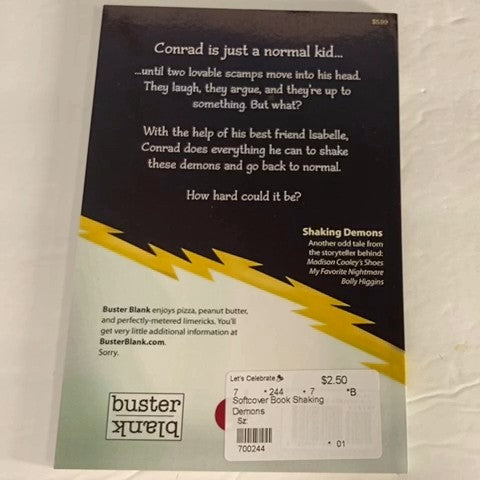 $5.99
Conrad is just a normal kid...
...until two lovable scamps move into his head.
They laugh, they argue, and they're up to
something. But what?
With the help of his best friend Isabelle,
Conrad does everything he can to shake
these demons and go back to normal.
How hard could it be?
Shaking Demons
Another odd tale from
the storyteller behind:
Madison Cooley's Shoes
My Favorite Nightmare
Bolly Higgins
Buster Blank enjoys pizza, peanut butter,
and perfectly-metered limericks. You'll
get very little additional information at
BusterBlank.com.
Sorry.
buster
blank
Let's Celebrate
$2.50
7 • 244 • 7 •B
Softcover Book Shaking
Demons
Sz:
700244
• 01